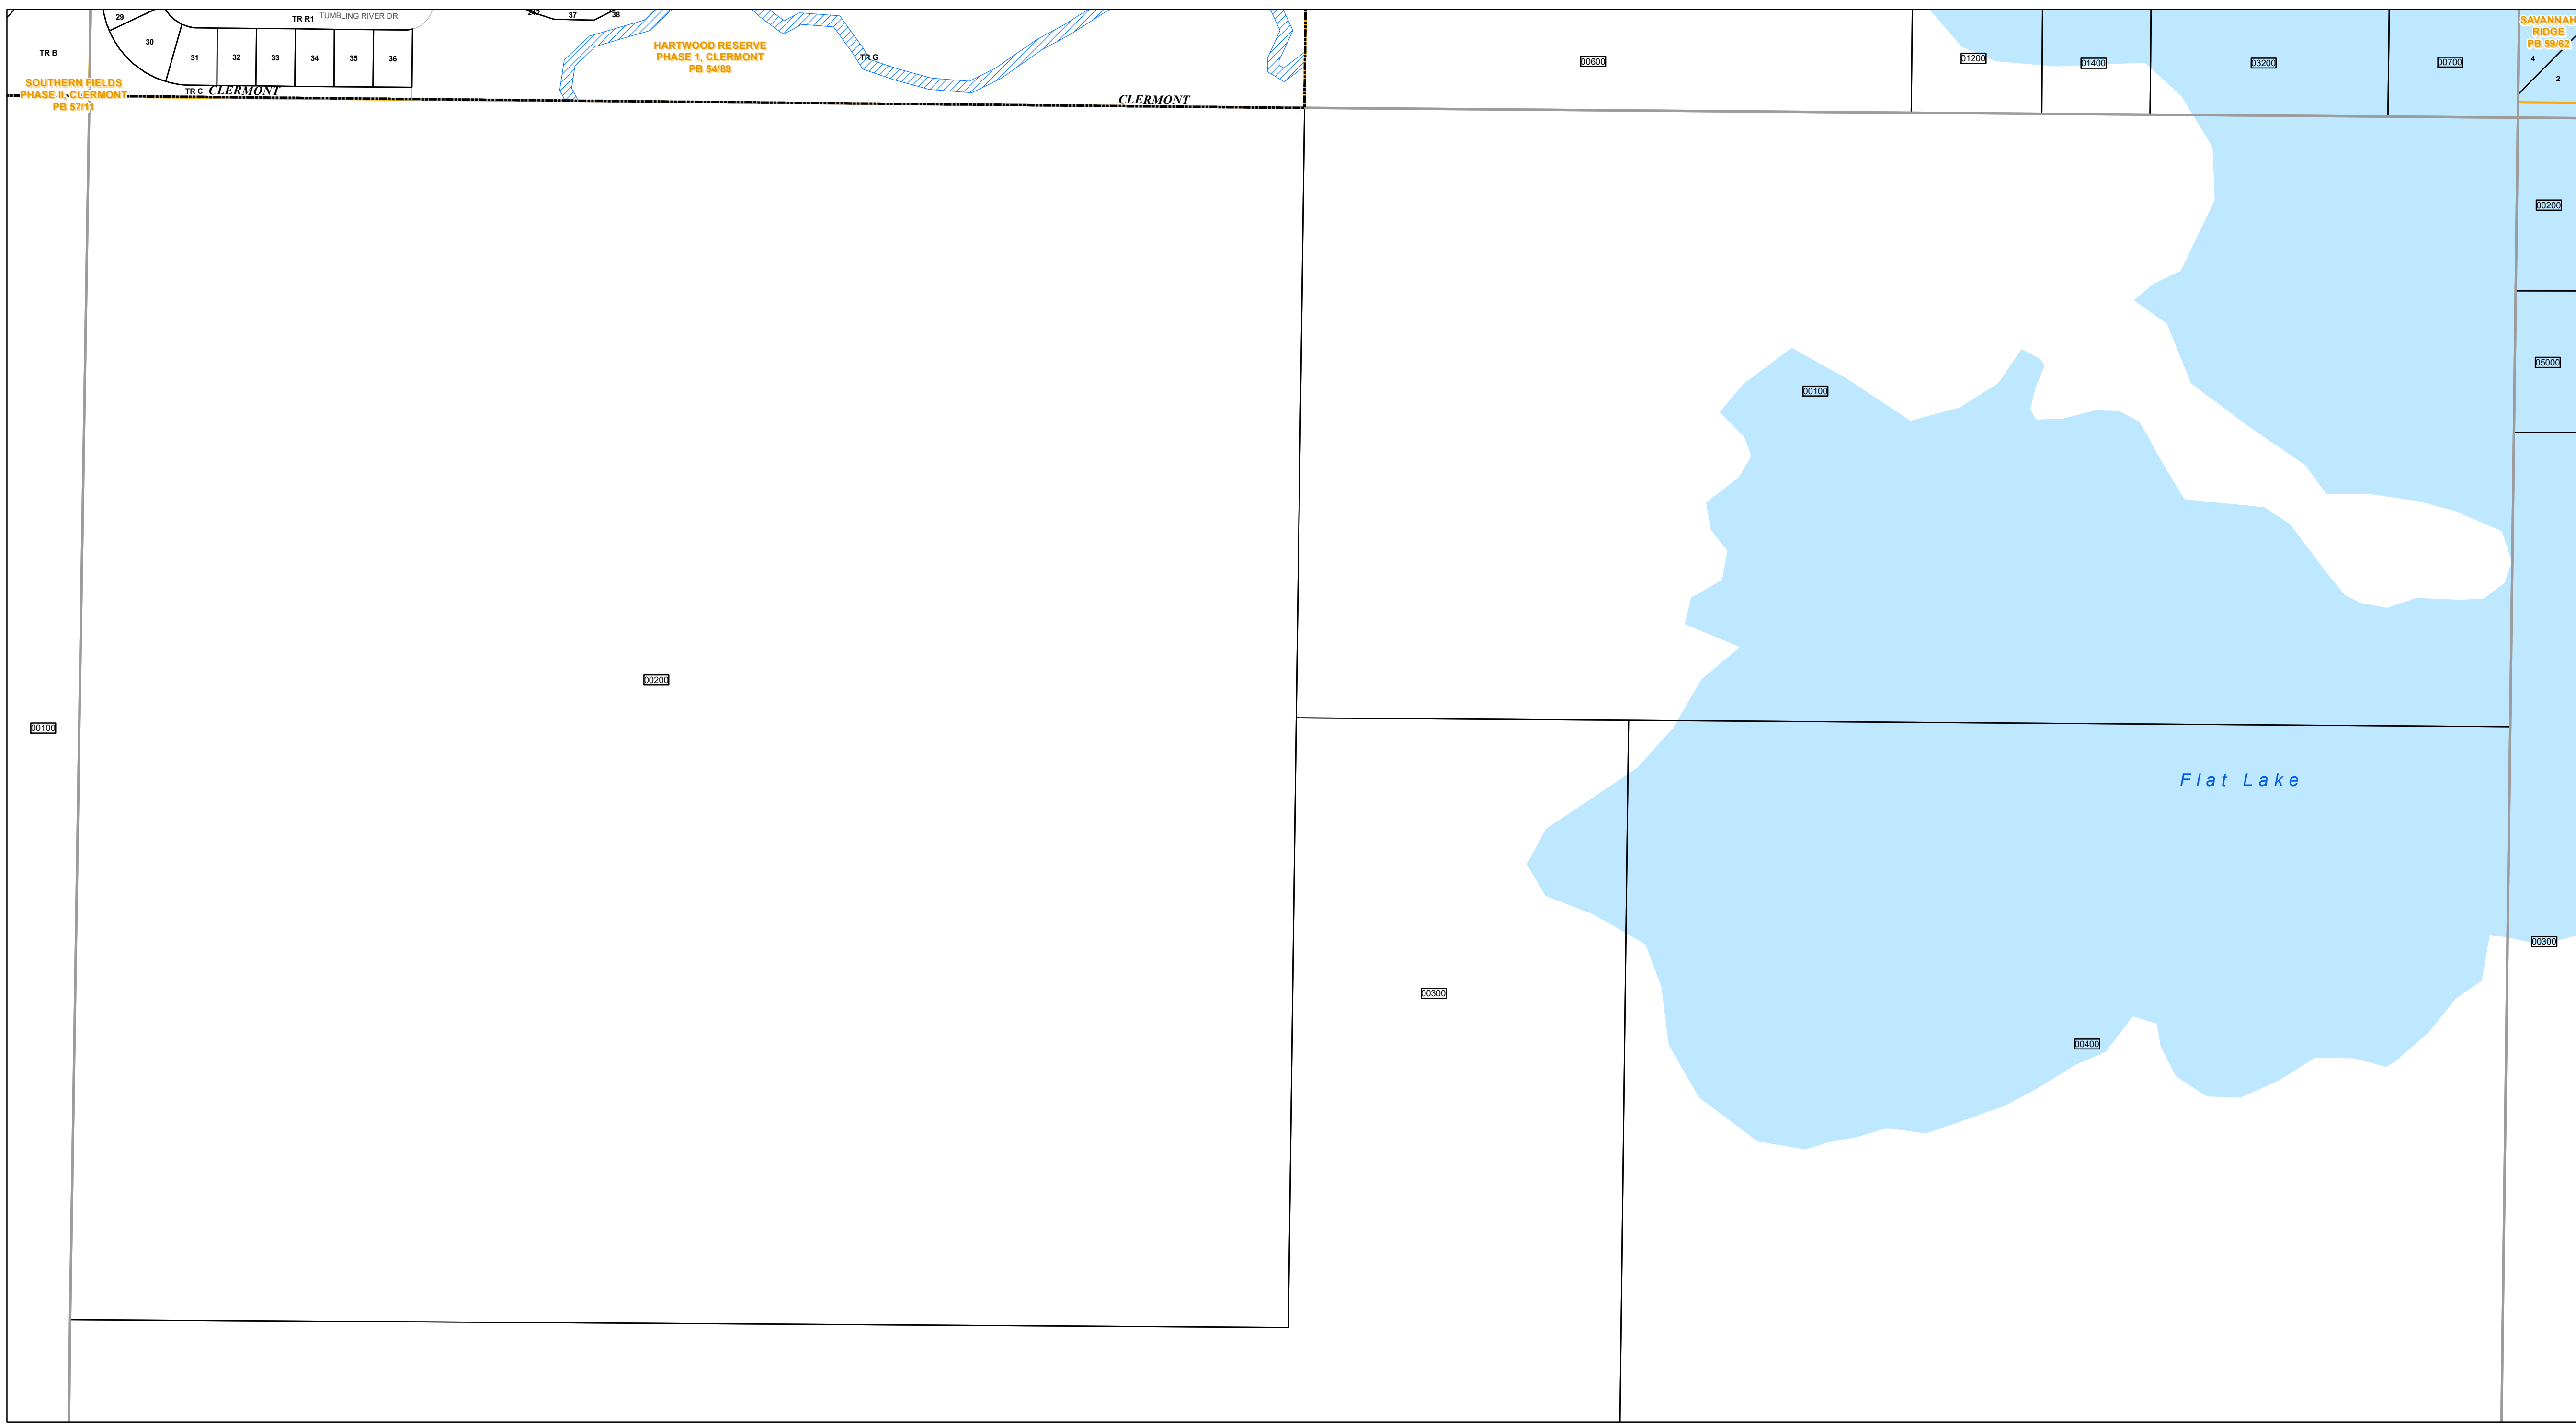 29
TR R1
TUMBLING RIVER DR
242
37
38
SAVANNAH
RIDGE
PB 59/62
30
TR B
31
32
33
34
35
36
HARTWOOD RESERVE
PHASE 1, CLERMONT
PB 54/88
TR G
00600
01200
01400
03200
00700
4
2
SOUTHERN FIELDS
PHASE II, CLERMONT
PB 57/11
TR C
CLERMONT
CLERMONT
00200
05000
00100
00200
00100
Flat Lake
00300
00300
00400